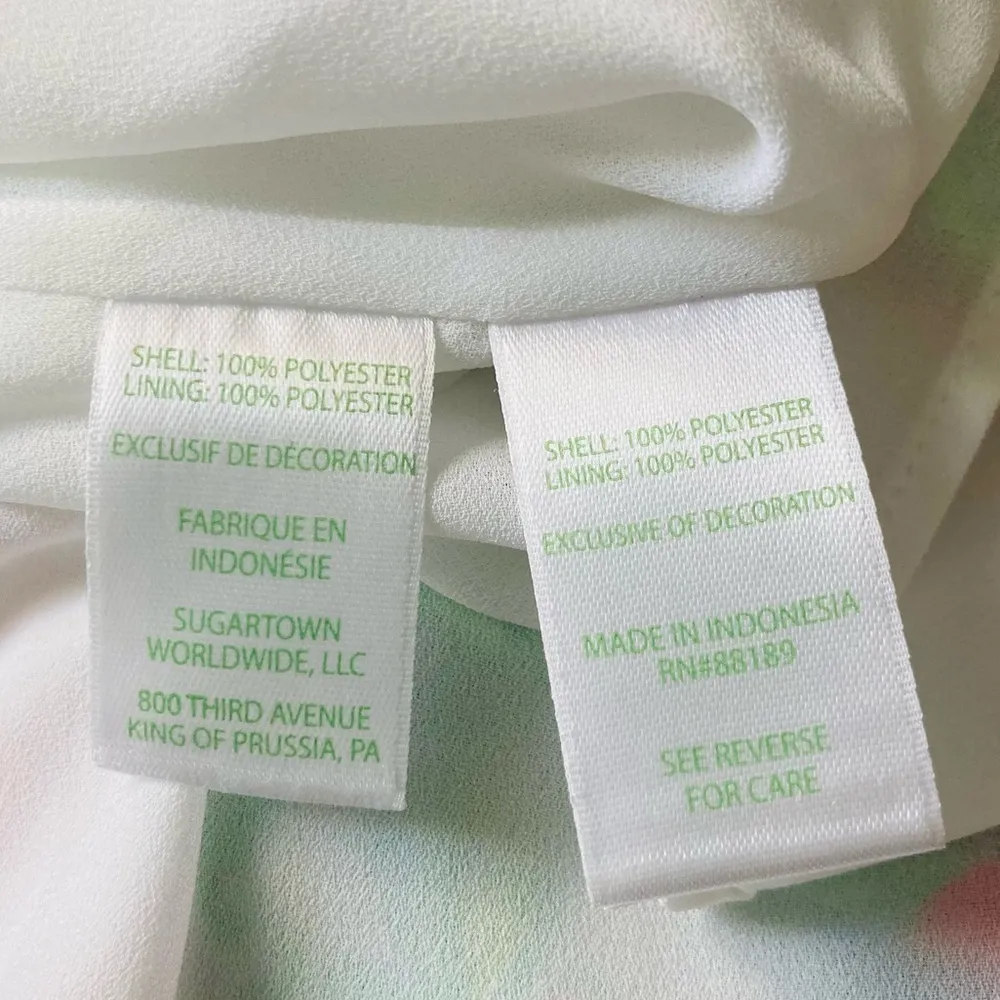 SHELL: 100% POLYESTER
LINING: 100% POLYESTER
EXCLUSIF DE DÉCORATION
FABRIQUE EN
INDONÉSIE
SUGARTOWN
WORLDWIDE, LLC
800 THIRD AVENUE
KING OF PRUSSIA, PA
SHELL: 100% POLYESTER
LINING: 100% POLYESTER
EXCLUSIVE OF DECORATION
MADE IN INDONESIA
RN#88189
SEE REVERSE
FOR CARE